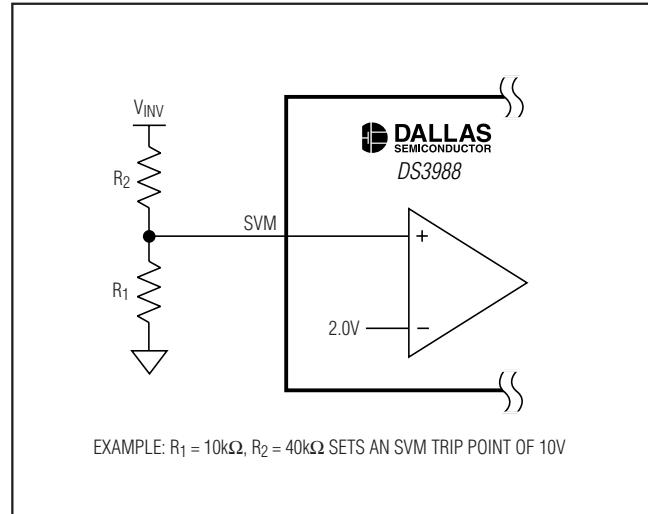 V_INV
DALLAS
SEMICONDUCTOR
DS3988
R₂
SVM
+
R₁
2.0V
−
EXAMPLE: R₁ = 10kΩ, R₂ = 40kΩ SETS AN SVM TRIP POINT OF 10V